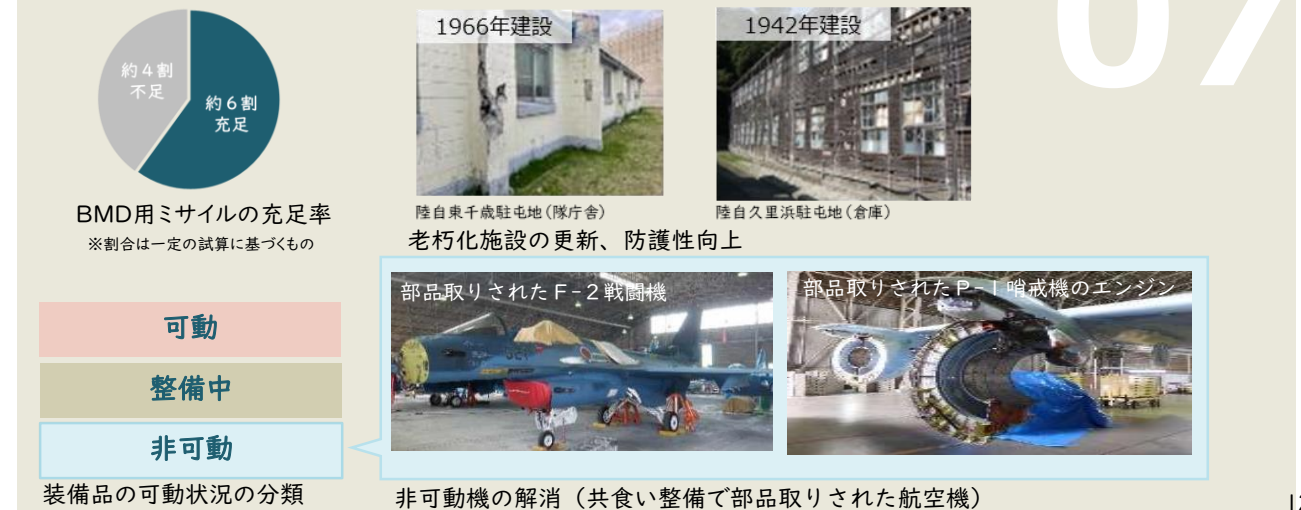 07
約4割
不足
約6割
充足
BMD用ミサイルの充足率
※割合は一定の試算に基づくもの
1966年建設
陸自東千歳駐屯地(隊庁舎)
1942年建設
陸自久里浜駐屯地(倉庫)
老朽化施設の更新、防護性向上
可動
整備中
非可動
装備品の可動状況の分類
部品取りされたF-2戦闘機
部品取りされたP-1哨戒機のエンジン
非可動機の解消(共食い整備で部品取りされた航空機)